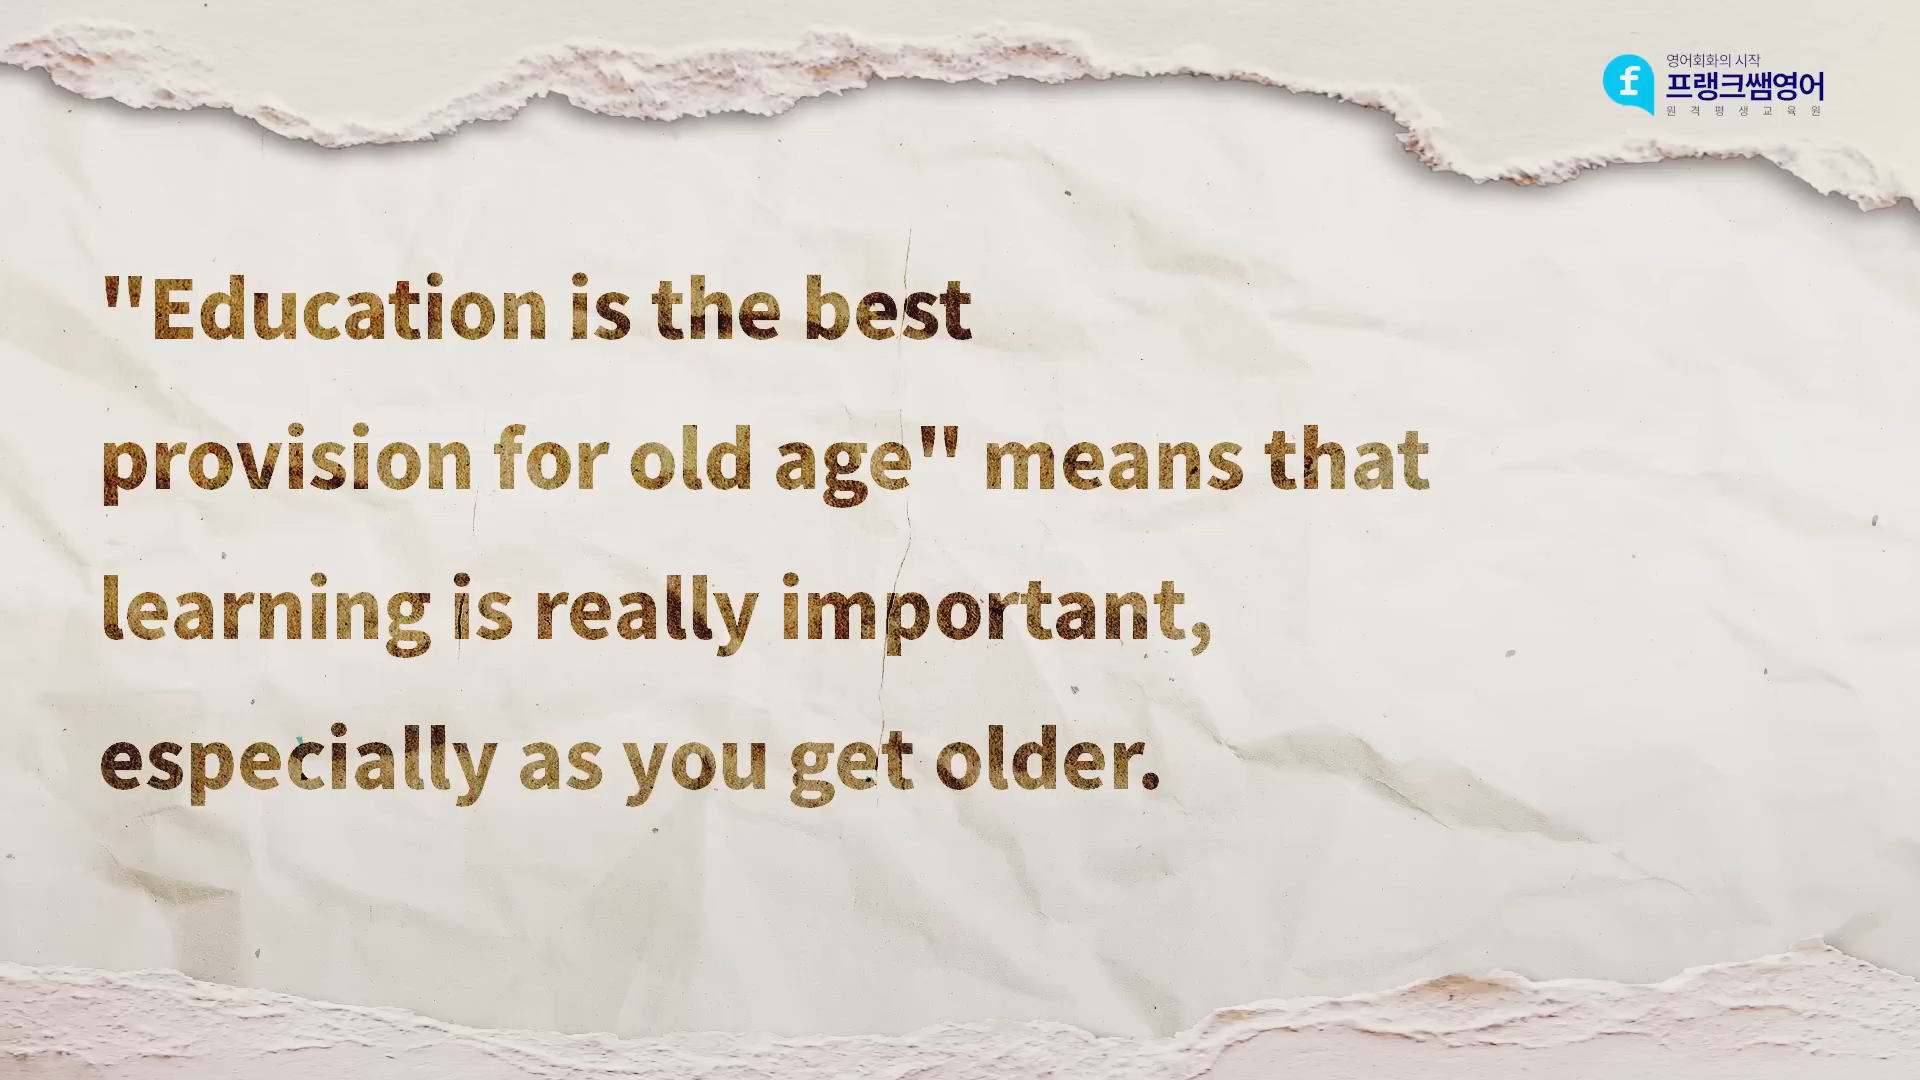 영어회화의 시작
프랭크쌤영어
원격평생교육원
"Education is the best
provision for old age" means that
learning is really important,
especially as you get older.